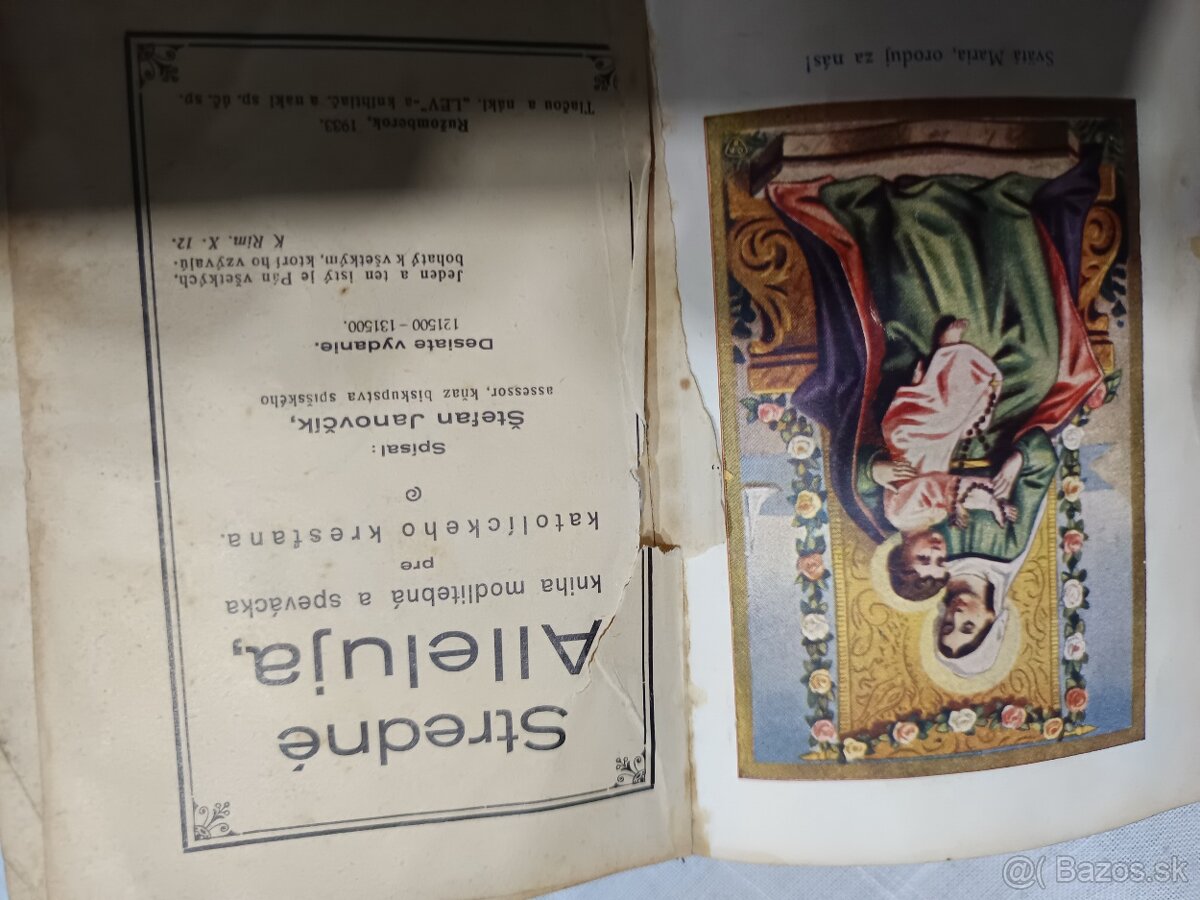 Svätá Maria, oroduj za nás!
Stredné
Alleluja,
kniha modlitebná a spevácka
pre
katolíckeho kresťana.
Spísal:
Štefan Janovčík,
assessor, kňaz biskupstva spišského
Desiate vydanie.
121500 – 131500.
Jeden a ten istý je Pán všetkých,
bohatý k všetkým, ktorí ho vzývajú.
K Rim. X. 12.
Ružomberok, 1933.
Tlačou a nákl. „LEV"-a knihtlač. a nakl sp. úč. sp.
@( Bazos.sk